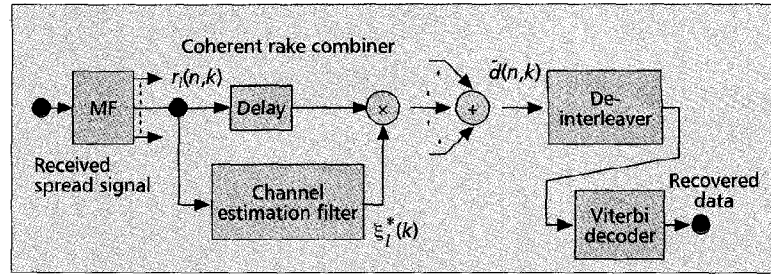 Coherent rake combiner
r_l(n,k)
d̃(n,k)
MF
Delay
×
+
De-
interleaver
Received
spread signal
Channel
estimation filter
ξ_l^*(k)
Viterbi
decoder
Recovered
data